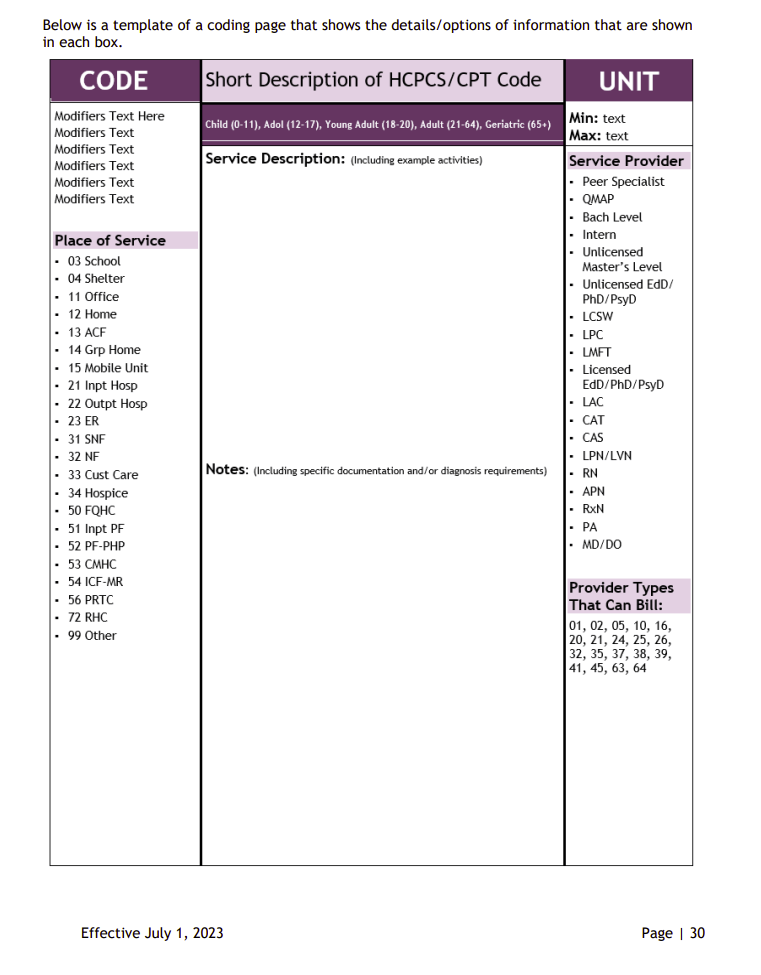 Below is a template of a coding page that shows the details/options of information that are shown
in each box.
CODE
Short Description of HCPCS/CPT Code
UNIT
Modifiers Text Here
Modifiers Text
Modifiers Text
Modifiers Text
Modifiers Text
Modifiers Text
Place of Service
▪ 03 School
▪ 04 Shelter
▪ 11 Office
▪ 12 Home
▪ 13 ACF
▪ 14 Grp Home
▪ 15 Mobile Unit
▪ 21 Inpt Hosp
▪ 22 Outpt Hosp
▪ 23 ER
▪ 31 SNF
▪ 32 NF
▪ 33 Cust Care
▪ 34 Hospice
▪ 50 FQHC
▪ 51 Inpt PF
▪ 52 PF-PHP
▪ 53 CMHC
▪ 54 ICF-MR
▪ 56 PRTC
▪ 72 RHC
▪ 99 Other
Child (0-11), Adol (12-17), Young Adult (18-20), Adult (21-64), Geriatric (65+)
Service Description: (Including example activities)
Notes: (Including specific documentation and/or diagnosis requirements)
Min: text
Max: text
Service Provider
▪ Peer Specialist
▪ QMAP
▪ Bach Level
▪ Intern
▪ Unlicensed
Master's Level
▪ Unlicensed EdD/
PhD/PsyD
▪ LCSW
▪ LPC
▪ LMFT
▪ Licensed
EdD/PhD/PsyD
▪ LAC
▪ CAT
▪ CAS
▪ LPN/LVN
▪ RN
▪ APN
▪ RxN
▪ PA
▪ MD/DO
Provider Types
That Can Bill:
01, 02, 05, 10, 16,
20, 21, 24, 25, 26,
32, 35, 37, 38, 39,
41, 45, 63, 64
Effective July 1, 2023
Page | 30